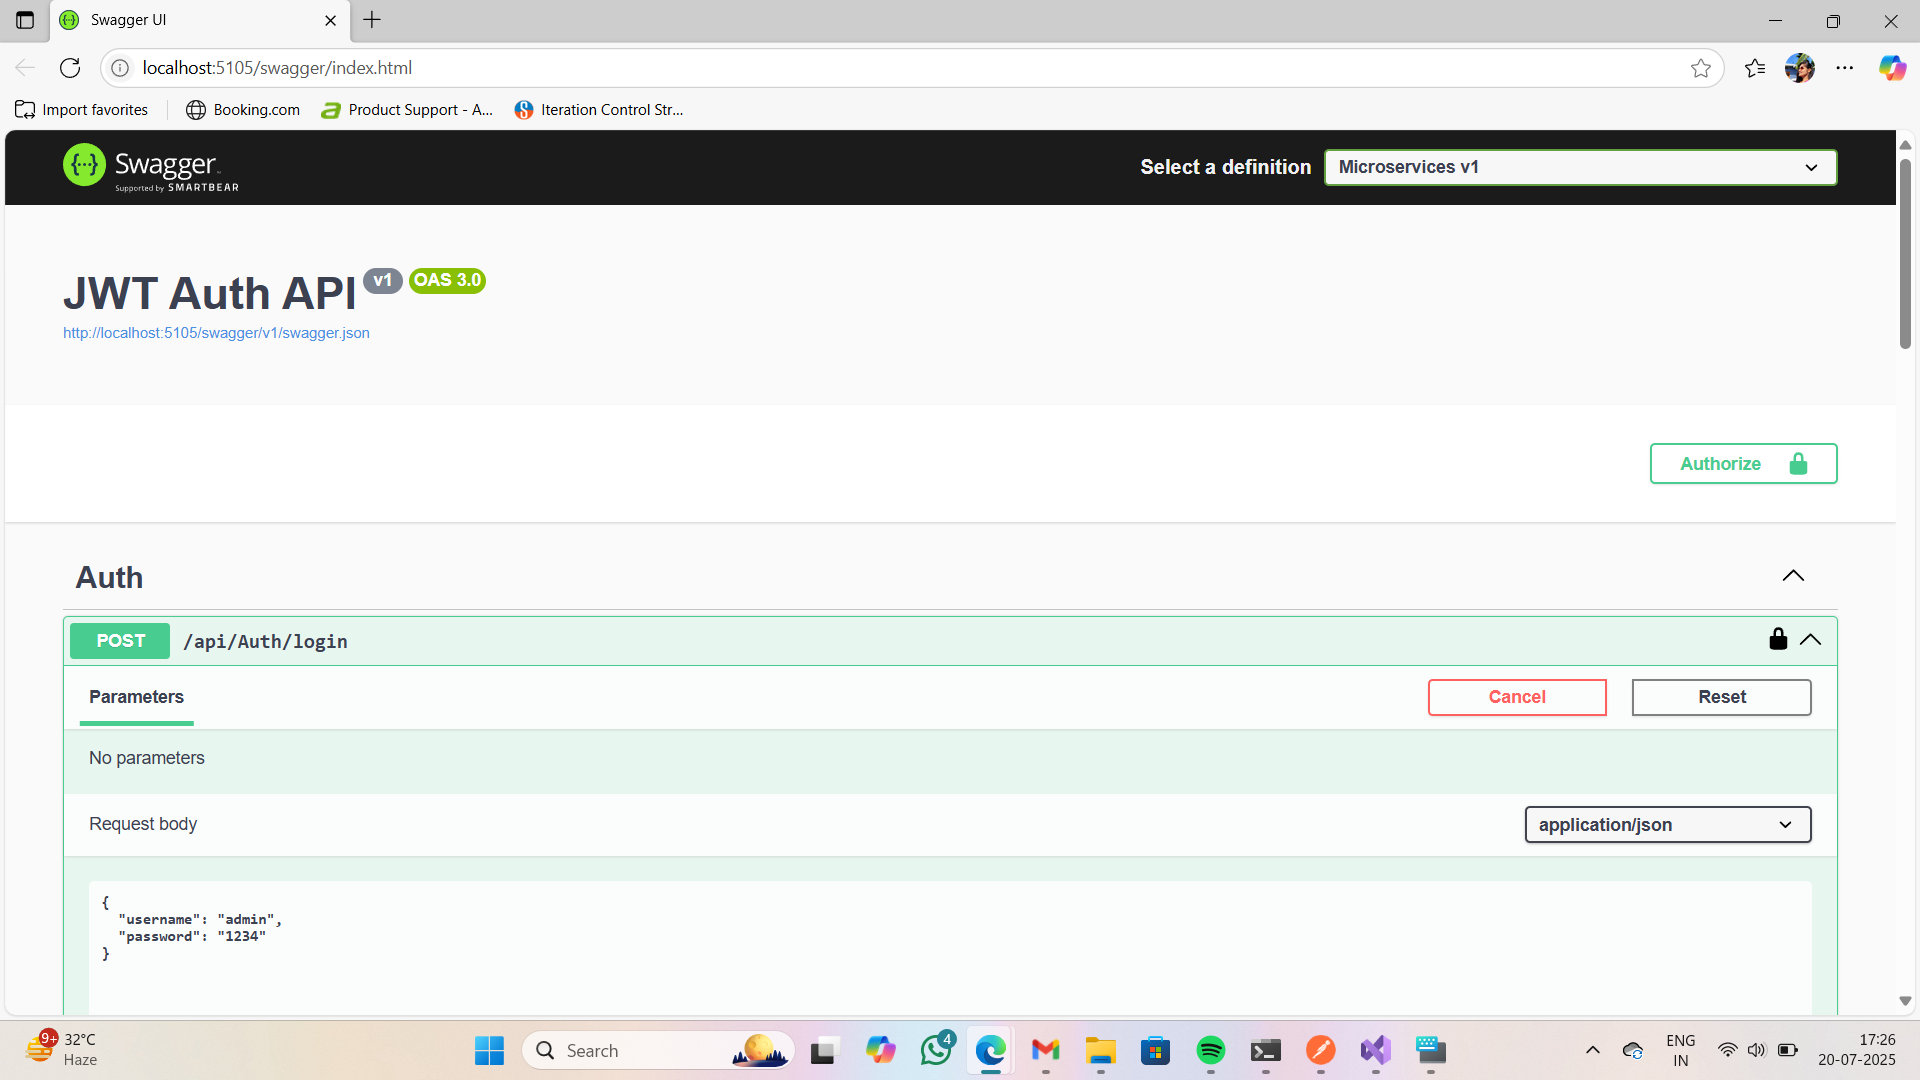 Swagger UI
localhost:5105/swagger/index.html
Import favorites
Booking.com
Product Support - A...
Iteration Control Str...
Swagger
Supported by SMARTBEAR
Select a definition
Microservices v1
JWT Auth API v1 OAS 3.0
http://localhost:5105/swagger/v1/swagger.json
Authorize
Auth
POST /api/Auth/login
Parameters
Cancel
Reset
No parameters
Request body
application/json
{
  "username": "admin",
  "password": "1234"
}
9+
32°C
Haze
Search
4
ENG
IN
17:26
20-07-2025